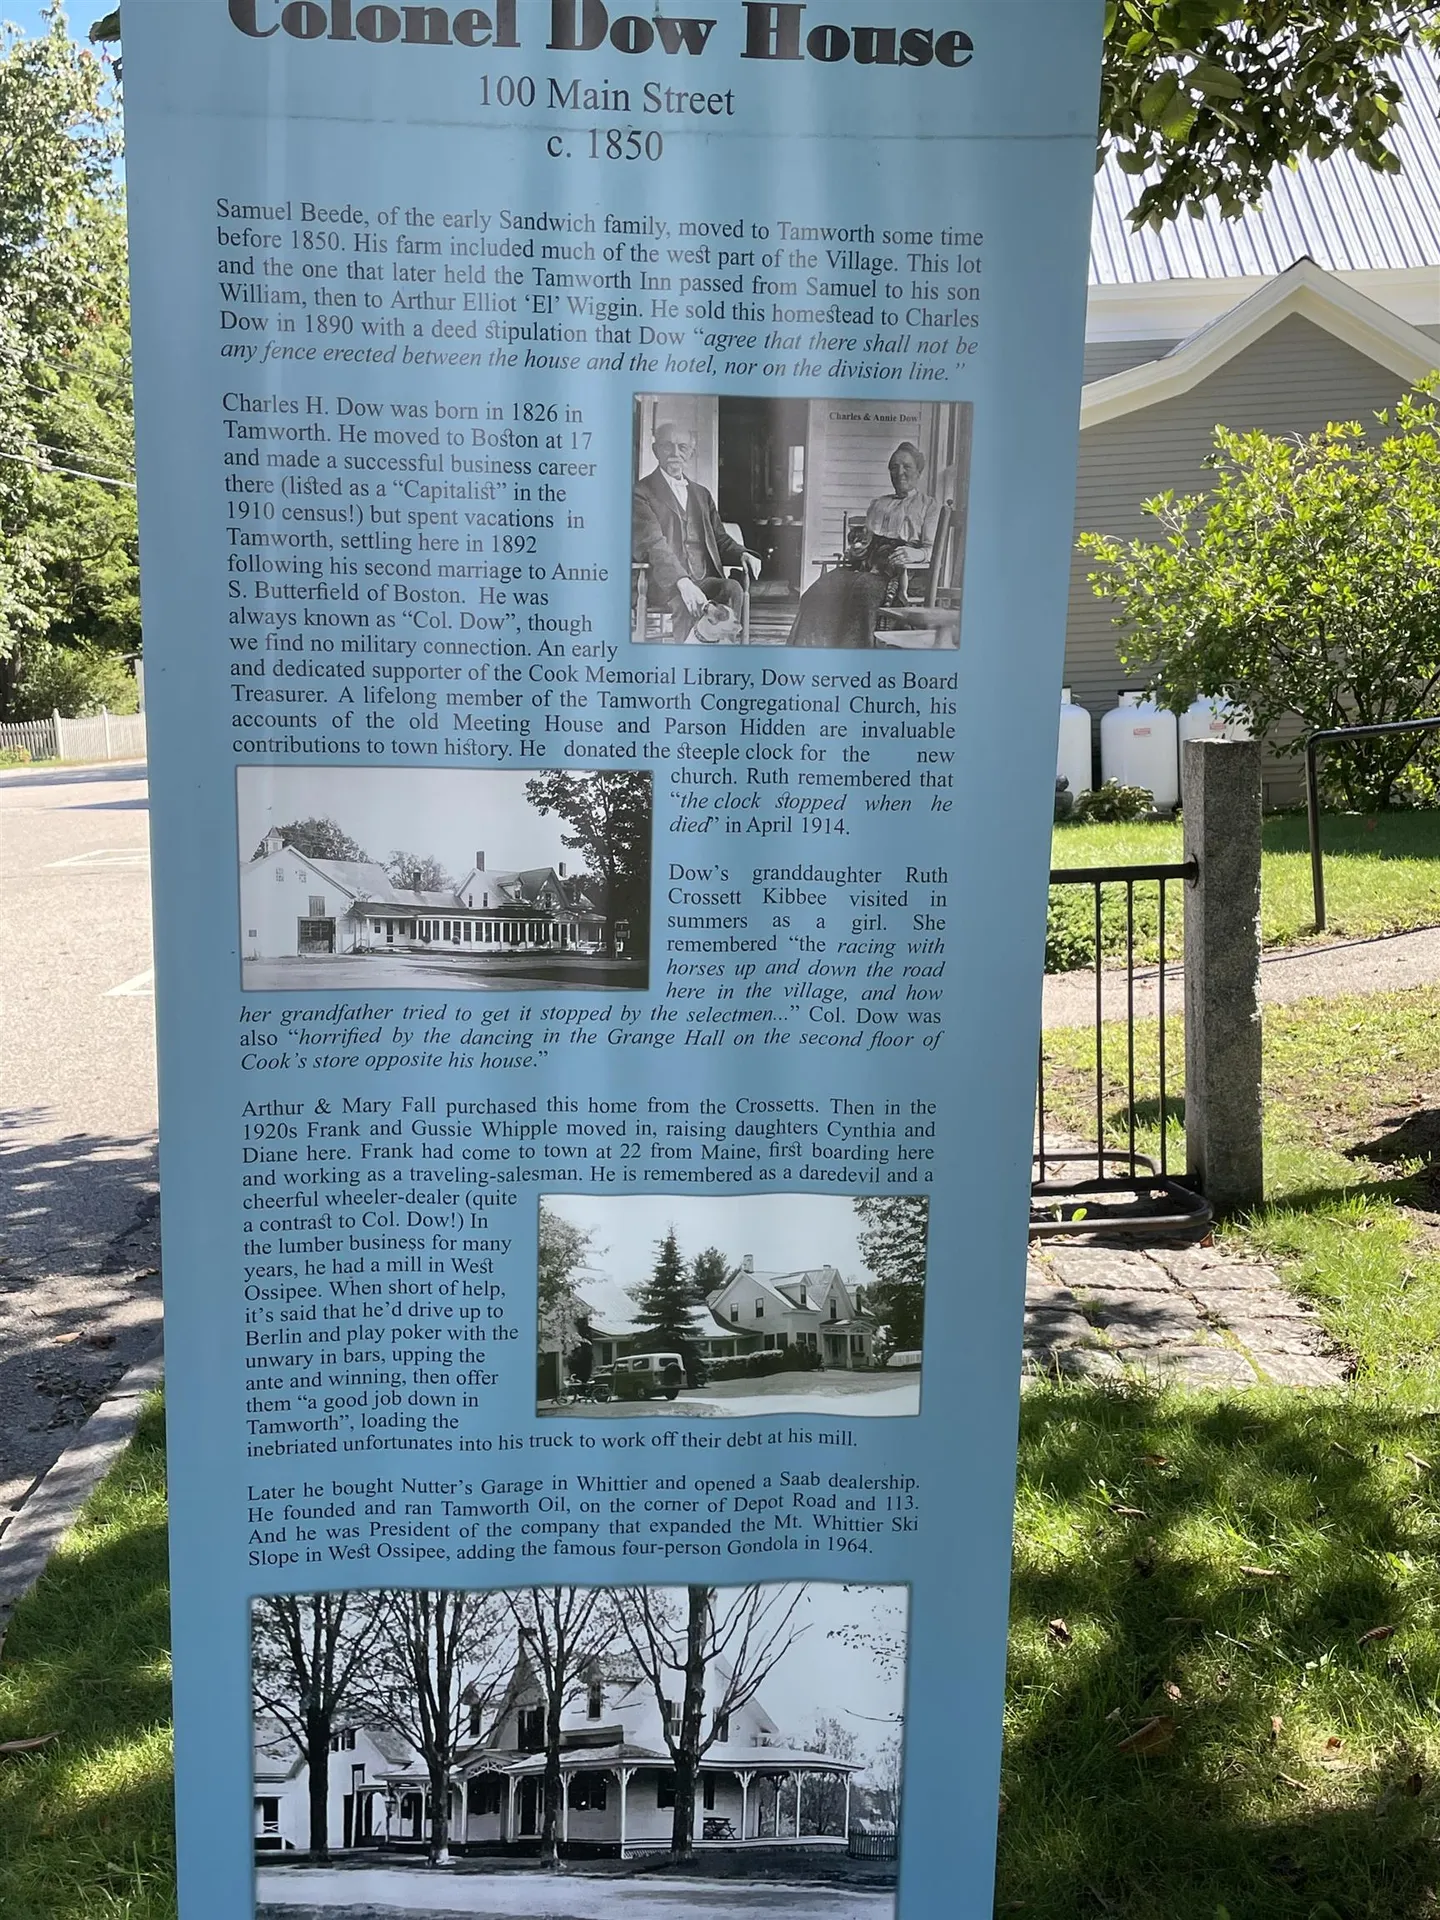 Colonel Dow House
100 Main Street
c. 1850
Samuel Beede, of the early Sandwich family, moved to Tamworth some time
before 1850. His farm included much of the west part of the Village. This lot
and the one that later held the Tamworth Inn passed from Samuel to his son
William, then to Arthur Elliot ‘El’ Wiggin. He sold this homestead to Charles
Dow in 1890 with a deed stipulation that Dow “agree that there shall not be
any fence erected between the house and the hotel, nor on the division line.”
Charles H. Dow was born in 1826 in
Tamworth. He moved to Boston at 17
and made a successful business career
there (listed as a “Capitalist” in the
1910 census!) but spent vacations in
Tamworth, settling here in 1892
following his second marriage to Annie
S. Butterfield of Boston. He was
always known as “Col. Dow”, though
we find no military connection. An early
Charles & Annie Dow
and dedicated supporter of the Cook Memorial Library, Dow served as Board
Treasurer. A lifelong member of the Tamworth Congregational Church, his
accounts of the old Meeting House and Parson Hidden are invaluable
contributions to town history. He donated the steeple clock for the new
church. Ruth remembered that
“the clock stopped when he
died” in April 1914.
Dow’s granddaughter Ruth
Crossett Kibbee visited in
summers as a girl. She
remembered “the racing with
horses up and down the road
here in the village, and how
her grandfather tried to get it stopped by the selectmen...” Col. Dow was
also “horrified by the dancing in the Grange Hall on the second floor of
Cook’s store opposite his house.”
Arthur & Mary Fall purchased this home from the Crossetts. Then in the
1920s Frank and Gussie Whipple moved in, raising daughters Cynthia and
Diane here. Frank had come to town at 22 from Maine, first boarding here
and working as a traveling-salesman. He is remembered as a daredevil and a
cheerful wheeler-dealer (quite
a contrast to Col. Dow!) In
the lumber business for many
years, he had a mill in West
Ossipee. When short of help,
it’s said that he’d drive up to
Berlin and play poker with the
unwary in bars, upping the
ante and winning, then offer
them “a good job down in
Tamworth”, loading the
inebriated unfortunates into his truck to work off their debt at his mill.
Later he bought Nutter’s Garage in Whittier and opened a Saab dealership.
He founded and ran Tamworth Oil, on the corner of Depot Road and 113.
And he was President of the company that expanded the Mt. Whittier Ski
Slope in West Ossipee, adding the famous four-person Gondola in 1964.